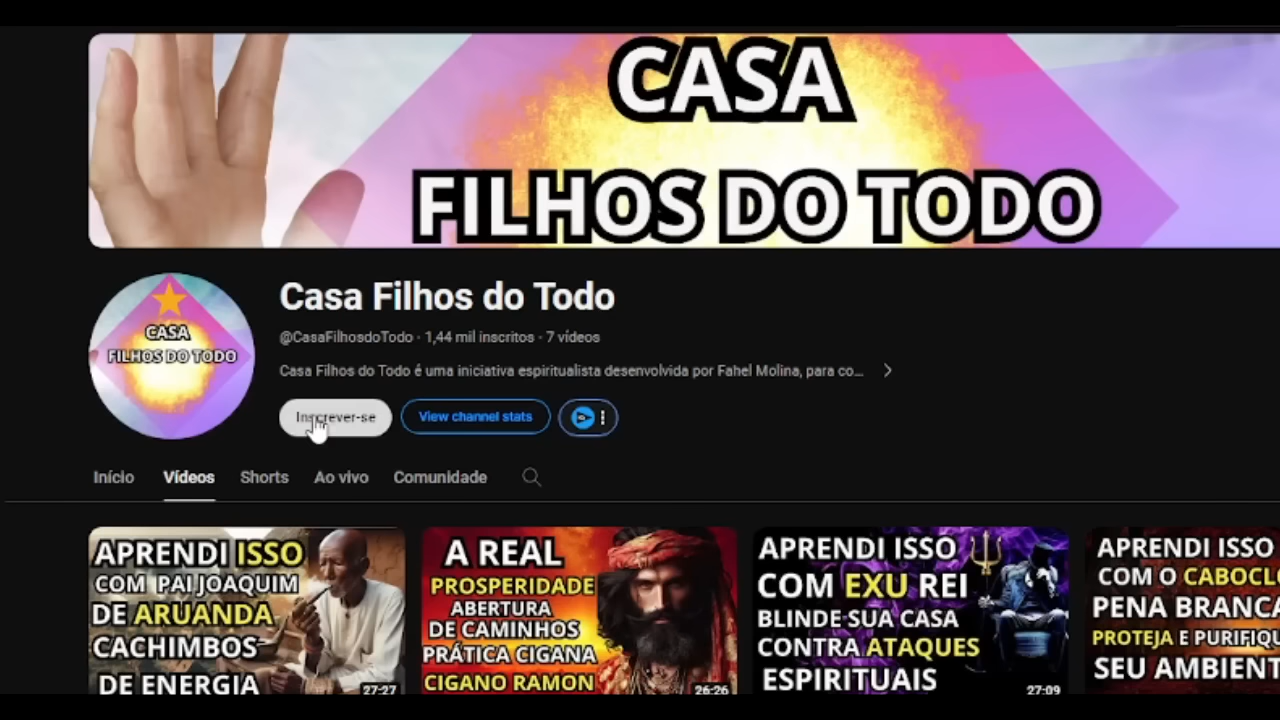 CASA
FILHOS DO TODO
CASA
FILHOS DO TODO
Casa Filhos do Todo
@CasaFilhosdoTodo · 1,44 mil inscritos · 7 vídeos
Casa Filhos do Todo é uma iniciativa espiritualista desenvolvida por Fahel Molina, para co...
Inscrever-se
View channel stats
Início
Vídeos
Shorts
Ao vivo
Comunidade
APRENDI ISSO
COM PAI JOAQUIM
DE ARUANDA
CACHIMBOS
DE ENERGIA
27:27
A REAL
PROSPERIDADE
ABERTURA
DE CAMINHOS
PRÁTICA CIGANA
CIGANO RAMON
26:26
APRENDI ISSO
COM EXU REI
BLINDE SUA CASA
CONTRA ATAQUES
ESPIRITUAIS
27:09
APRENDI ISSO
COM O CABOCLO
PENA BRANCA
PROTEJA E PURIFIQU
SEU AMBIENT